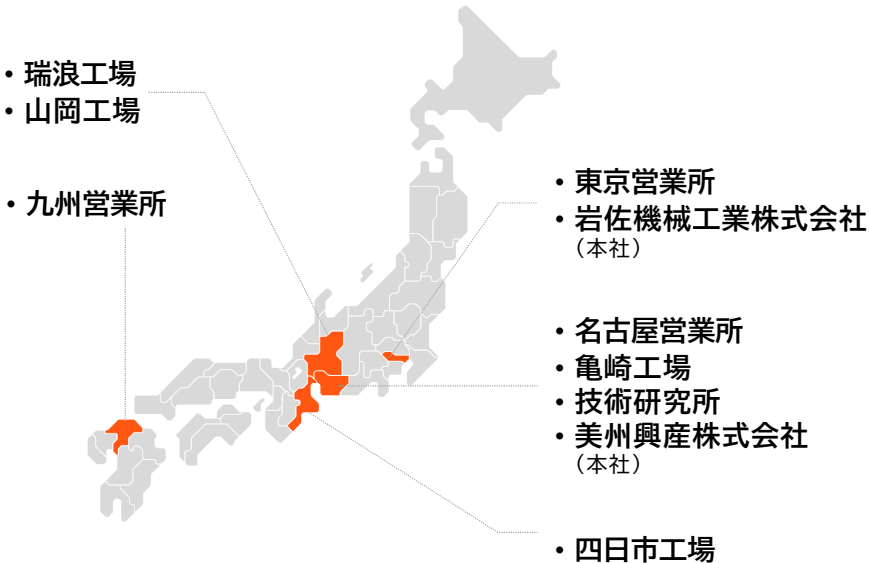 ・瑞浪工場
・山岡工場
・九州営業所
・東京営業所
・岩佐機械工業株式会社
（本社）
・名古屋営業所
・亀崎工場
・技術研究所
・美州興産株式会社
（本社）
・四日市工場